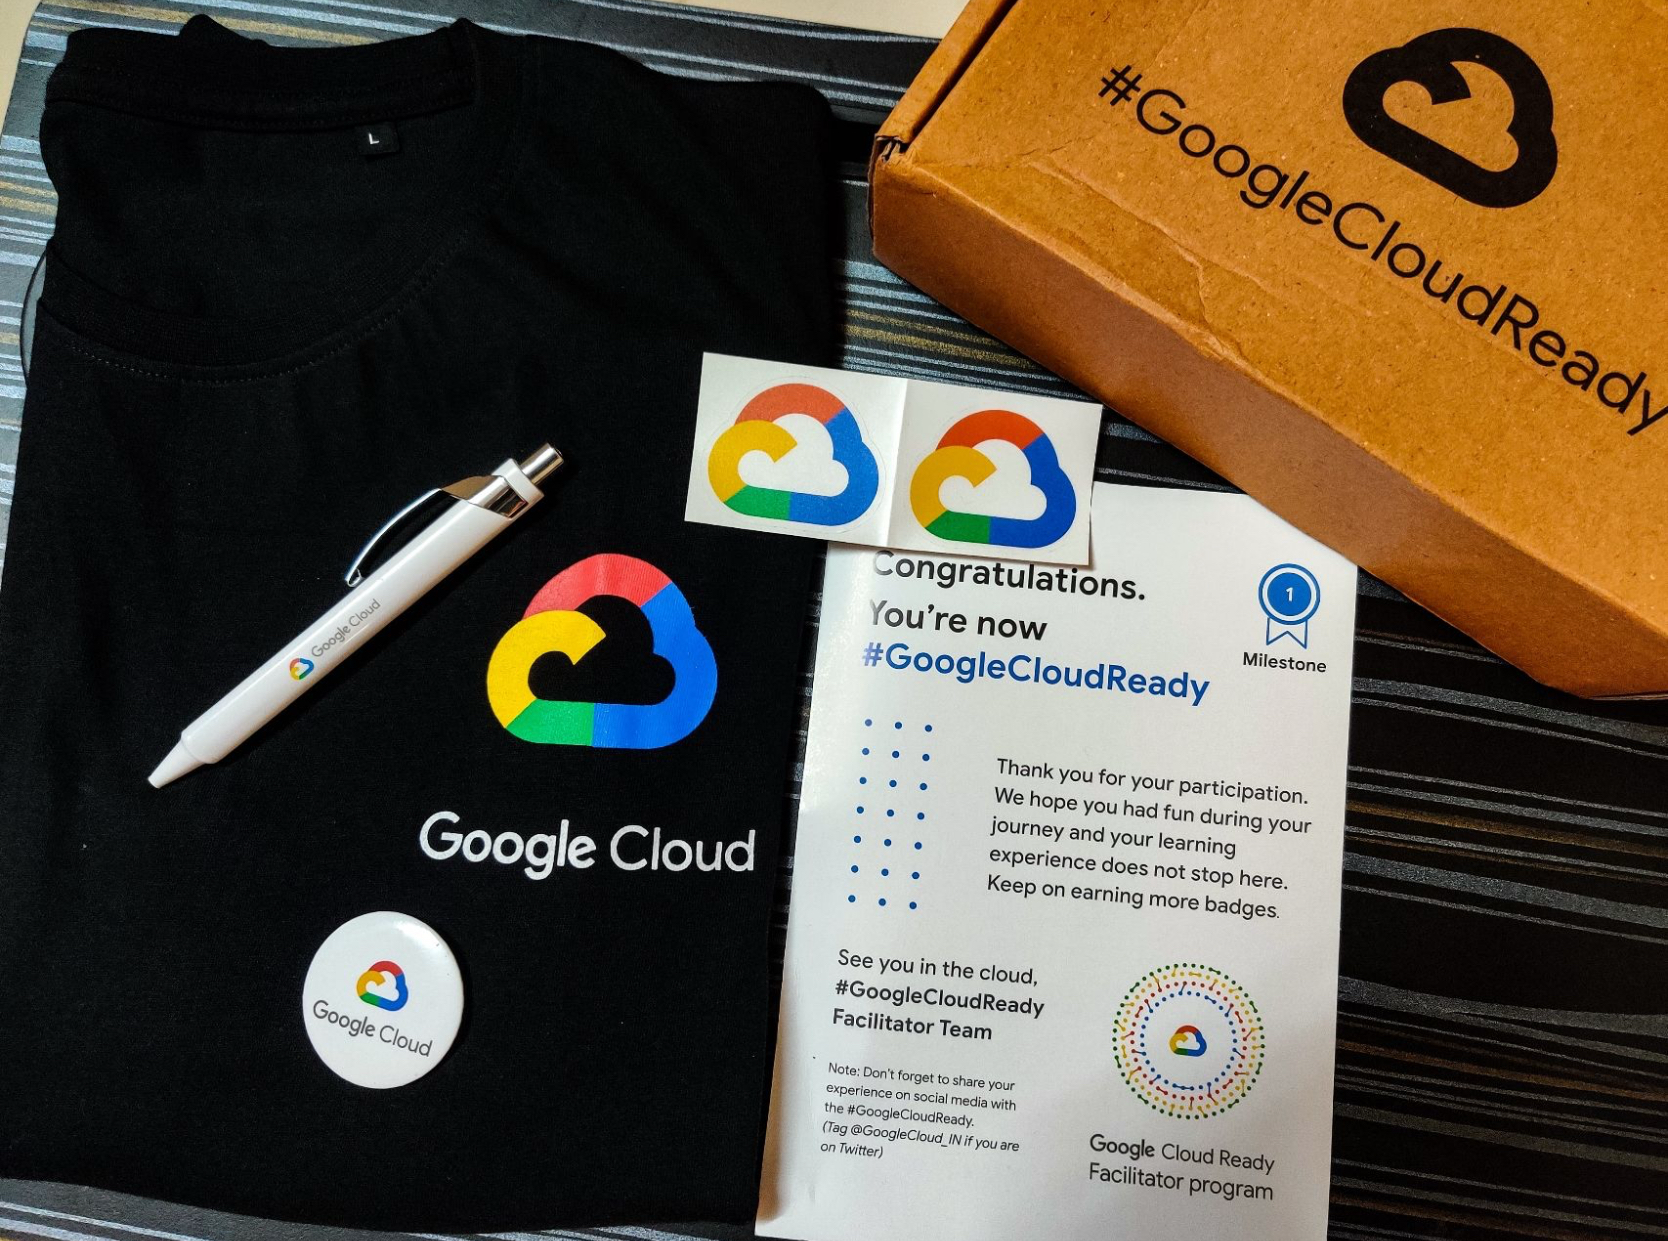 L
#GoogleCloudReady
Google Cloud
Google Cloud
Google Cloud
Congratulations.
You're now
#GoogleCloudReady
1
Milestone
Thank you for your participation.
We hope you had fun during your
journey and your learning
experience does not stop here.
Keep on earning more badges.
See you in the cloud,
#GoogleCloudReady
Facilitator Team
Note: Don't forget to share your
experience on social media with
the #GoogleCloudReady.
(Tag @GoogleCloud_IN if you are
on Twitter)
Google Cloud Ready
Facilitator program